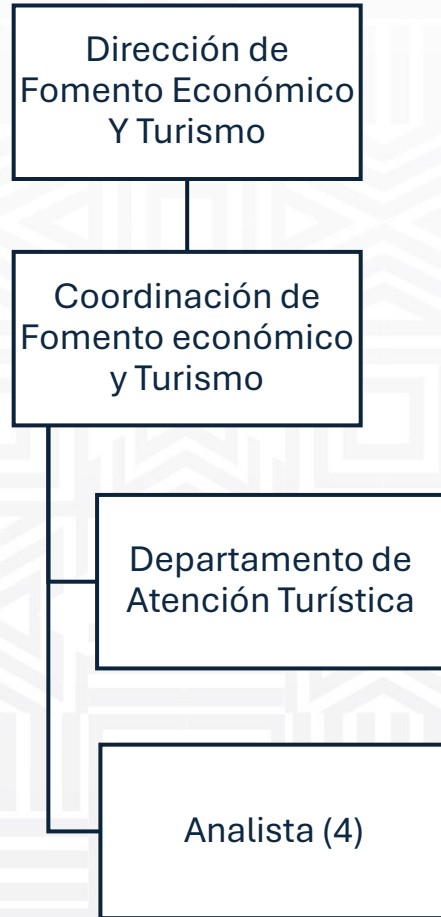 Dirección de
Fomento Económico
Y Turismo
Coordinación de
Fomento económico
y Turismo
Departamento de
Atención Turística
Analista (4)